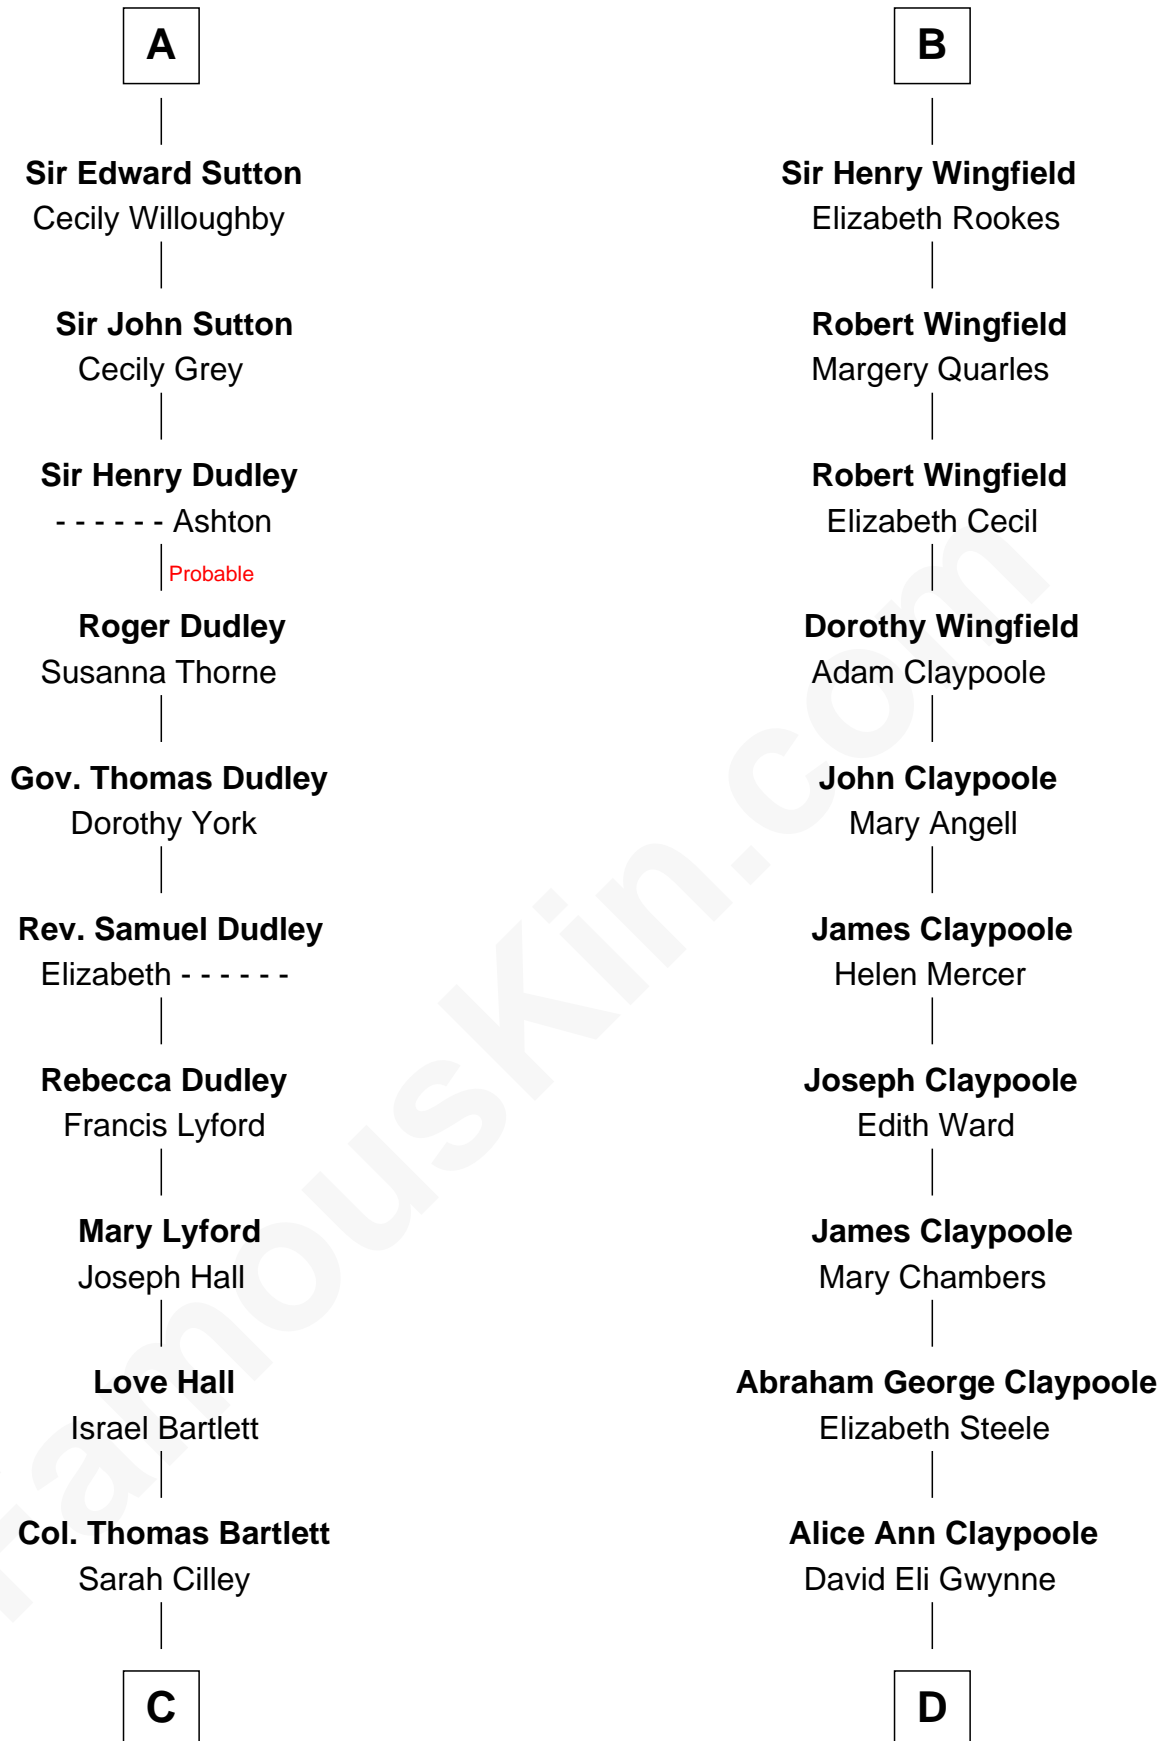 A
Sir Edward Sutton
Cecily Willoughby
Sir John Sutton
Cecily Grey
Sir Henry Dudley
- - - - - - Ashton
Probable
Roger Dudley
Susanna Thorne
Gov. Thomas Dudley
Dorothy York
Rev. Samuel Dudley
Elizabeth - - - - - -
Rebecca Dudley
Francis Lyford
Mary Lyford
Joseph Hall
Love Hall
Israel Bartlett
Col. Thomas Bartlett
Sarah Cilley
C
B
Sir Henry Wingfield
Elizabeth Rookes
Robert Wingfield
Margery Quarles
Robert Wingfield
Elizabeth Cecil
Dorothy Wingfield
Adam Claypoole
John Claypoole
Mary Angell
James Claypoole
Helen Mercer
Joseph Claypoole
Edith Ward
James Claypoole
Mary Chambers
Abraham George Claypoole
Elizabeth Steele
Alice Ann Claypoole
David Eli Gwynne
D
FamousKin.com